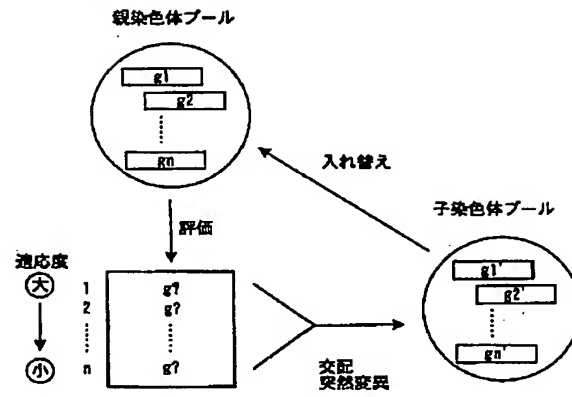 親染色体プール
g1
g2
gn
入れ替え
評価
子染色体プール
適応度
大
1 g?
2 g?
小
n g?
g1'
g2'
gn'
交配
突然変異